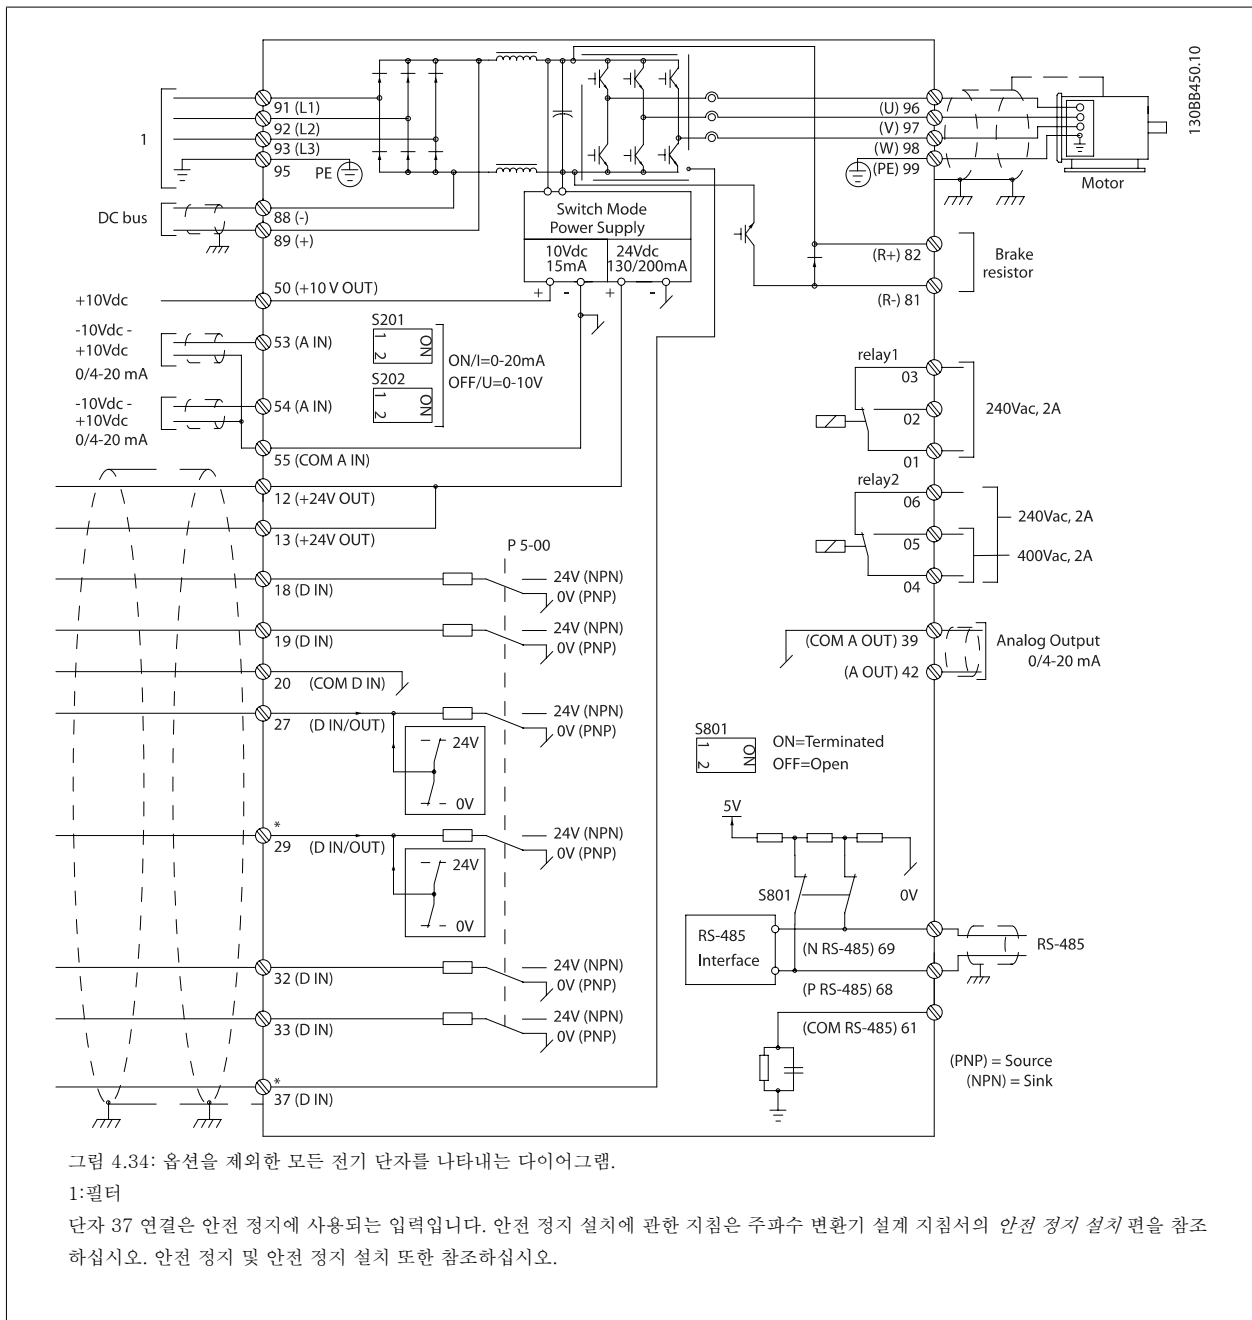 130BB450.10
91 (L1)
92 (L2)
93 (L3)
95
PE
1
(U) 96
(V) 97
(W) 98
(PE) 99
Motor
DC bus
88 (-)
89 (+)
Switch Mode
Power Supply
10Vdc
15mA
24Vdc
130/200mA
+
-
+
-
(R+) 82
(R-) 81
Brake
resistor
+10Vdc
50 (+10 V OUT)
-10Vdc -
+10Vdc
0/4-20 mA
53 (A IN)
S201
1
2
ON
S202
1
2
ON
ON/I=0-20mA
OFF/U=0-10V
-10Vdc -
+10Vdc
0/4-20 mA
54 (A IN)
55 (COM A IN)
12 (+24V OUT)
13 (+24V OUT)
relay1
03
02
01
240Vac, 2A
relay2
06
05
04
240Vac, 2A
400Vac, 2A
P 5-00
18 (D IN)
24V (NPN)
0V (PNP)
19 (D IN)
24V (NPN)
0V (PNP)
20 (COM D IN)
27 (D IN/OUT)
24V (NPN)
0V (PNP)
24V
0V
*
29 (D IN/OUT)
24V (NPN)
0V (PNP)
24V
0V
32 (D IN)
24V (NPN)
0V (PNP)
33 (D IN)
24V (NPN)
0V (PNP)
*
37 (D IN)
(COM A OUT) 39
(A OUT) 42
Analog Output
0/4-20 mA
S801
1
2
ON
ON=Terminated
OFF=Open
5V
S801
0V
RS-485
Interface
(N RS-485) 69
(P RS-485) 68
(COM RS-485) 61
RS-485
(PNP) = Source
(NPN) = Sink
그림 4.34: 옵션을 제외한 모든 전기 단자를 나타내는 다이어그램.
1:필터
단자 37 연결은 안전 정지에 사용되는 입력입니다. 안전 정지 설치에 관한 지침은 주파수 변환기 설계 지침서의 안전 정지 설치 편을 참조
하십시오. 안전 정지 및 안전 정지 설치 또한 참조하십시오.